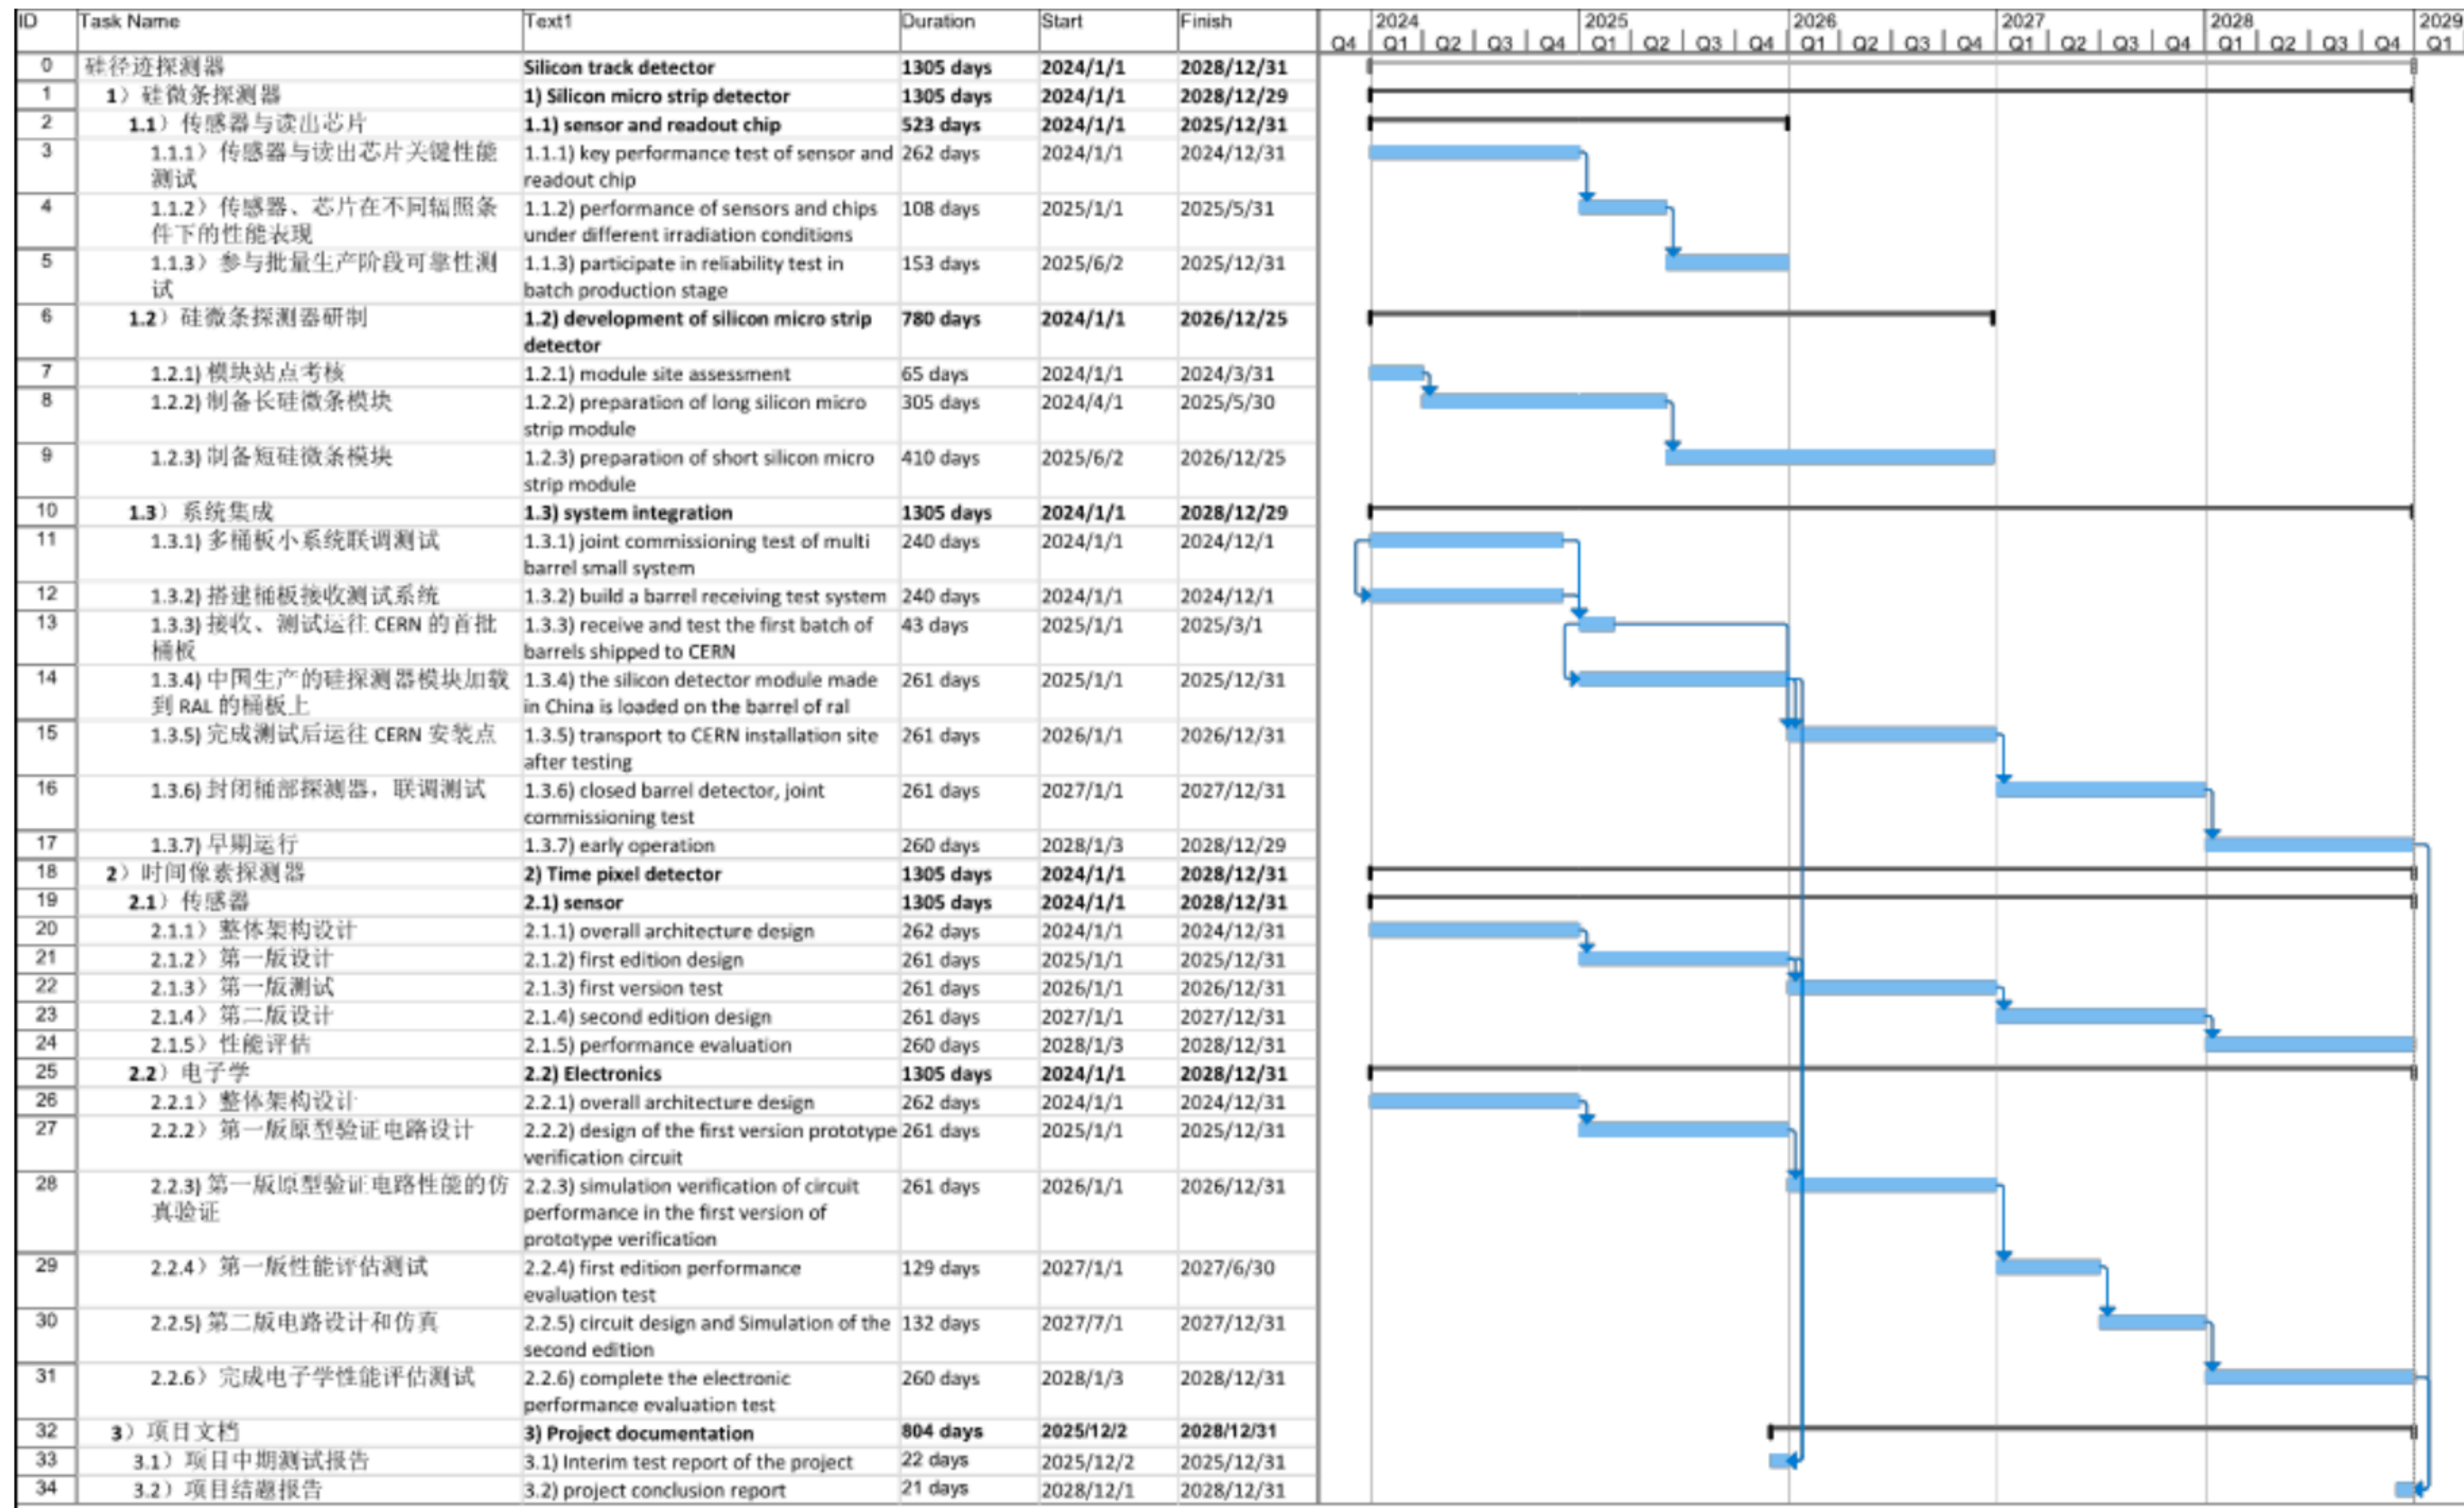 ID Task Name Text1 Duration Start Finish 2024 2025 2026 2027 2028 2029
Q4 Q1 Q2 Q3 Q4 Q1 Q2 Q3 Q4 Q1 Q2 Q3 Q4 Q1 Q2 Q3 Q4 Q1 Q2 Q3 Q4 Q1
0 硅径迹探测器 Silicon track detector 1305 days 2024/1/1 2028/12/31
1 1）硅微条探测器 1) Silicon micro strip detector 1305 days 2024/1/1 2028/12/29
2 1.1）传感器与读出芯片 1.1) sensor and readout chip 523 days 2024/1/1 2025/12/31
3 1.1.1）传感器与读出芯片关键性能 1.1.1) key performance test of sensor and 262 days 2024/1/1 2024/12/31
测试 readout chip
4 1.1.2）传感器、芯片在不同辐照条 1.1.2) performance of sensors and chips 108 days 2025/1/1 2025/5/31
件下的性能表现 under different irradiation conditions
5 1.1.3）参与批量生产阶段可靠性测 1.1.3) participate in reliability test in 153 days 2025/6/2 2025/12/31
试 batch production stage
6 1.2）硅微条探测器研制 1.2) development of silicon micro strip 780 days 2024/1/1 2026/12/25
detector
7 1.2.1) 模块站点考核 1.2.1) module site assessment 65 days 2024/1/1 2024/3/31
8 1.2.2) 制备长硅微条模块 1.2.2) preparation of long silicon micro 305 days 2024/4/1 2025/5/30
strip module
9 1.2.3) 制备短硅微条模块 1.2.3) preparation of short silicon micro 410 days 2025/6/2 2026/12/25
strip module
10 1.3）系统集成 1.3) system integration 1305 days 2024/1/1 2028/12/29
11 1.3.1) 多桶板小系统联调测试 1.3.1) joint commissioning test of multi 240 days 2024/1/1 2024/12/1
barrel small system
12 1.3.2) 搭建桶板接收测试系统 1.3.2) build a barrel receiving test system 240 days 2024/1/1 2024/12/1
13 1.3.3) 接收、测试运往 CERN 的首批 1.3.3) receive and test the first batch of 43 days 2025/1/1 2025/3/1
桶板 barrels shipped to CERN
14 1.3.4) 中国生产的硅探测器模块加载 1.3.4) the silicon detector module made 261 days 2025/1/1 2025/12/31
到 RAL 的桶板上 in China is loaded on the barrel of ral
15 1.3.5) 完成测试后运往 CERN 安装点 1.3.5) transport to CERN installation site 261 days 2026/1/1 2026/12/31
after testing
16 1.3.6) 封闭桶部探测器，联调测试 1.3.6) closed barrel detector, joint 261 days 2027/1/1 2027/12/31
commissioning test
17 1.3.7) 早期运行 1.3.7) early operation 260 days 2028/1/3 2028/12/29
18 2）时间像素探测器 2) Time pixel detector 1305 days 2024/1/1 2028/12/31
19 2.1）传感器 2.1) sensor 1305 days 2024/1/1 2028/12/31
20 2.1.1）整体架构设计 2.1.1) overall architecture design 262 days 2024/1/1 2024/12/31
21 2.1.2）第一版设计 2.1.2) first edition design 261 days 2025/1/1 2025/12/31
22 2.1.3）第一版测试 2.1.3) first version test 261 days 2026/1/1 2026/12/31
23 2.1.4）第二版设计 2.1.4) second edition design 261 days 2027/1/1 2027/12/31
24 2.1.5）性能评估 2.1.5) performance evaluation 260 days 2028/1/3 2028/12/31
25 2.2）电子学 2.2) Electronics 1305 days 2024/1/1 2028/12/31
26 2.2.1）整体架构设计 2.2.1) overall architecture design 262 days 2024/1/1 2024/12/31
27 2.2.2）第一版原型验证电路设计 2.2.2) design of the first version prototype 261 days 2025/1/1 2025/12/31
verification circuit
28 2.2.3) 第一版原型验证电路性能的仿 2.2.3) simulation verification of circuit 261 days 2026/1/1 2026/12/31
真验证 performance in the first version of
prototype verification
29 2.2.4）第一版性能评估测试 2.2.4) first edition performance 129 days 2027/1/1 2027/6/30
evaluation test
30 2.2.5) 第二版电路设计和仿真 2.2.5) circuit design and Simulation of the 132 days 2027/7/1 2027/12/31
second edition
31 2.2.6）完成电子学性能评估测试 2.2.6) complete the electronic 260 days 2028/1/3 2028/12/31
performance evaluation test
32 3）项目文档 3) Project documentation 804 days 2025/12/2 2028/12/31
33 3.1）项目中期测试报告 3.1) Interim test report of the project 22 days 2025/12/2 2025/12/31
34 3.2）项目结题报告 3.2) project conclusion report 21 days 2028/12/1 2028/12/31